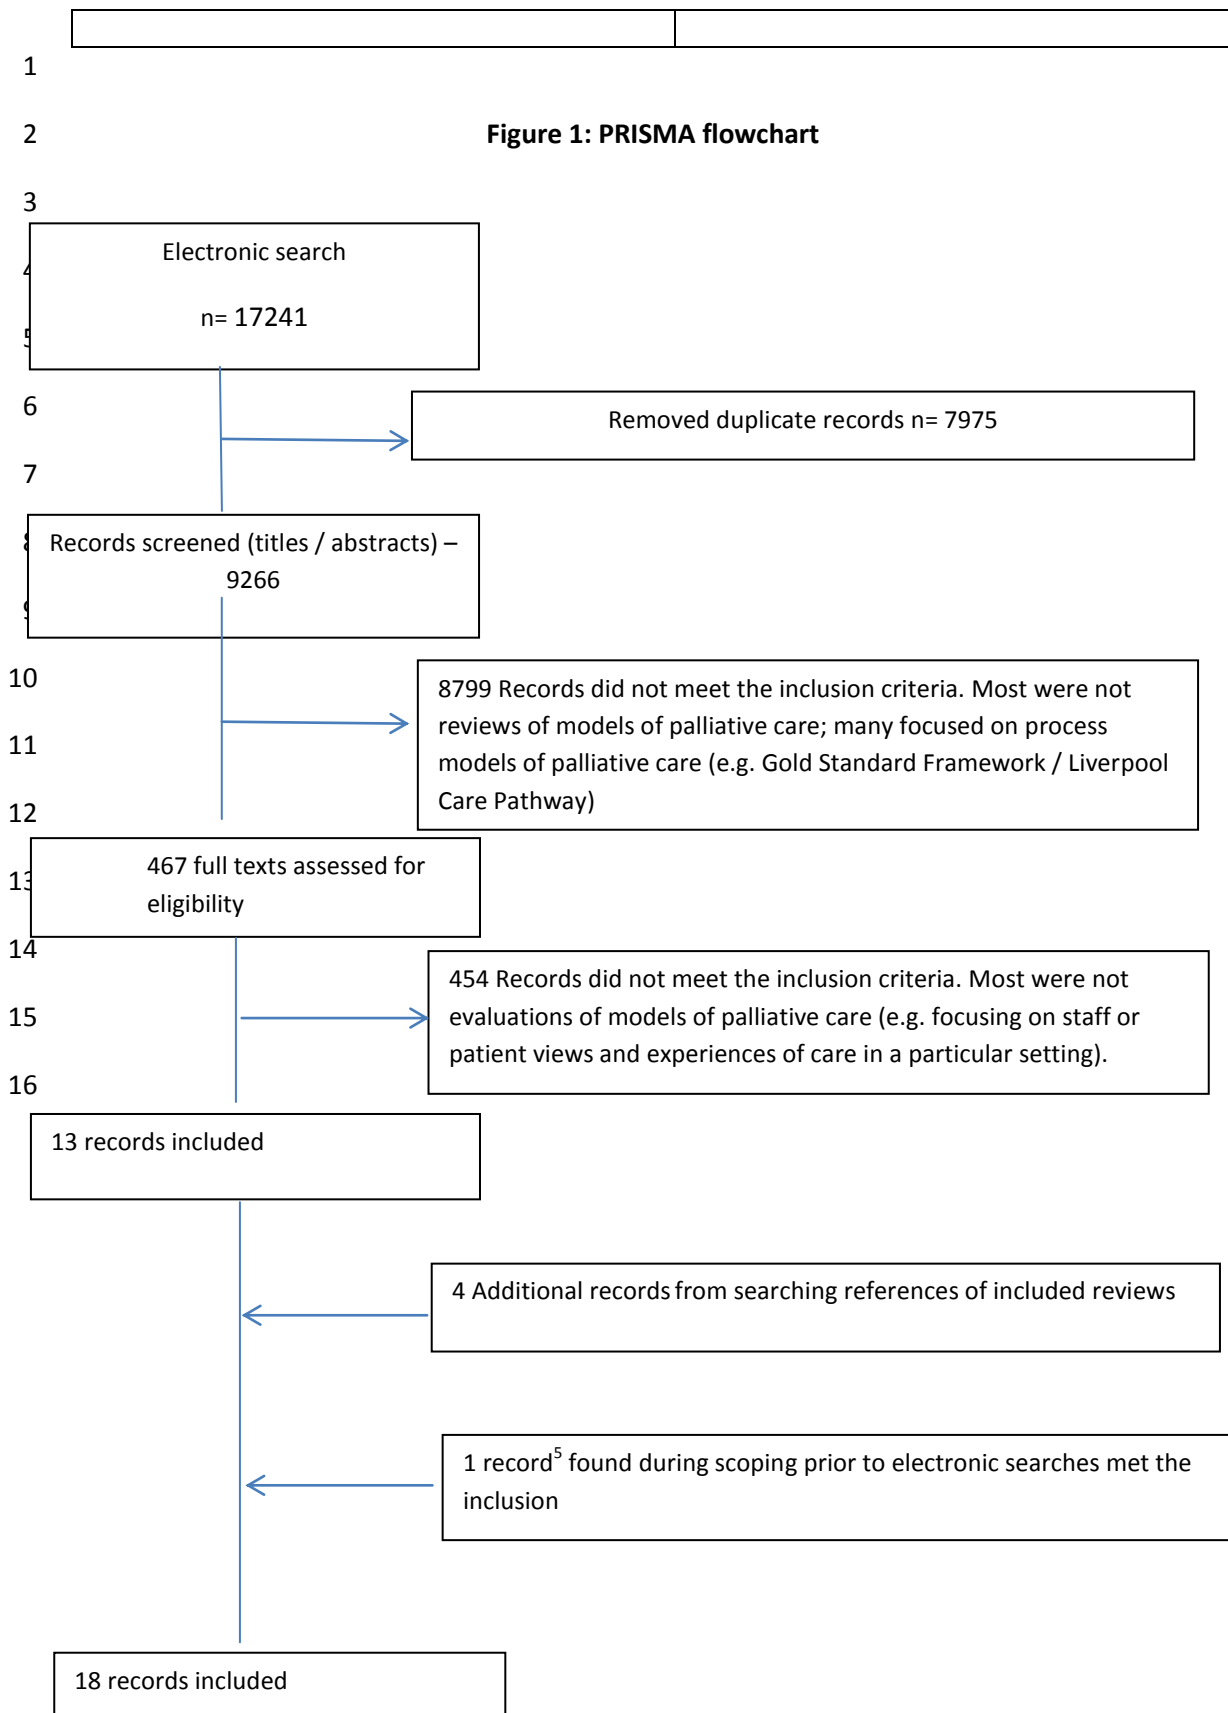 1
2
Figure 1: PRISMA flowchart
3
Electronic search
n= 17241
6
Removed duplicate records n= 7975
7
Records screened (titles / abstracts) –
9266
10
8799 Records did not meet the inclusion criteria. Most were not
reviews of models of palliative care; many focused on process
models of palliative care (e.g. Gold Standard Framework / Liverpool
Care Pathway)
11
12
467 full texts assessed for
eligibility
13
14
454 Records did not meet the inclusion criteria. Most were not
evaluations of models of palliative care (e.g. focusing on staff or
patient views and experiences of care in a particular setting).
15
16
13 records included
4 Additional records from searching references of included reviews
1 record5 found during scoping prior to electronic searches met the
inclusion
18 records included